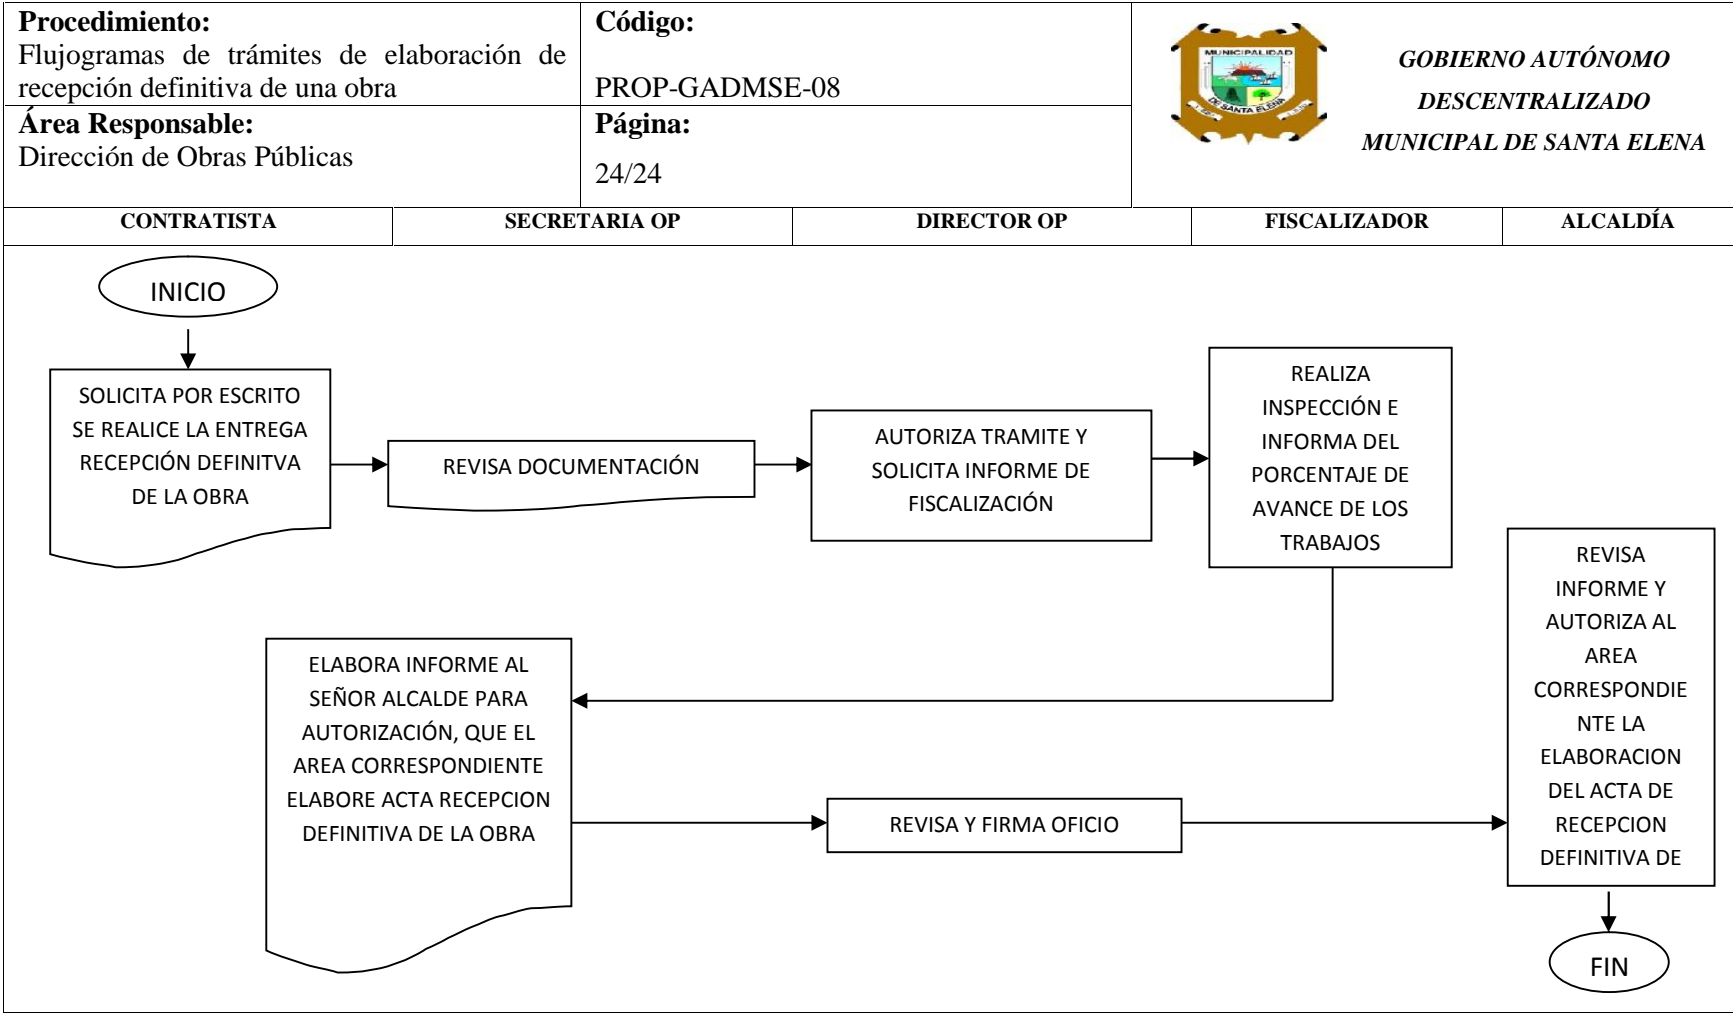 Procedimiento:
Flujogramas de trámites de elaboración de
recepción definitiva de una obra
Código:
PROP-GADMSE-08
Área Responsable:
Dirección de Obras Públicas
Página:
24/24
MUNICIPALIDAD
DE SANTA ELENA
GOBIERNO AUTÓNOMO
DESCENTRALIZADO
MUNICIPAL DE SANTA ELENA
CONTRATISTA
SECRETARIA OP
DIRECTOR OP
FISCALIZADOR
ALCALDÍA
INICIO
SOLICITA POR ESCRITO
SE REALICE LA ENTREGA
RECEPCIÓN DEFINITVA
DE LA OBRA
REVISA DOCUMENTACIÓN
AUTORIZA TRAMITE Y
SOLICITA INFORME DE
FISCALIZACIÓN
REALIZA
INSPECCIÓN E
INFORMA DEL
PORCENTAJE DE
AVANCE DE LOS
TRABAJOS
ELABORA INFORME AL
SEÑOR ALCALDE PARA
AUTORIZACIÓN, QUE EL
AREA CORRESPONDIENTE
ELABORE ACTA RECEPCION
DEFINITIVA DE LA OBRA
REVISA Y FIRMA OFICIO
REVISA
INFORME Y
AUTORIZA AL
AREA
CORRESPONDIE
NTE LA
ELABORACION
DEL ACTA DE
RECEPCION
DEFINITIVA DE
FIN